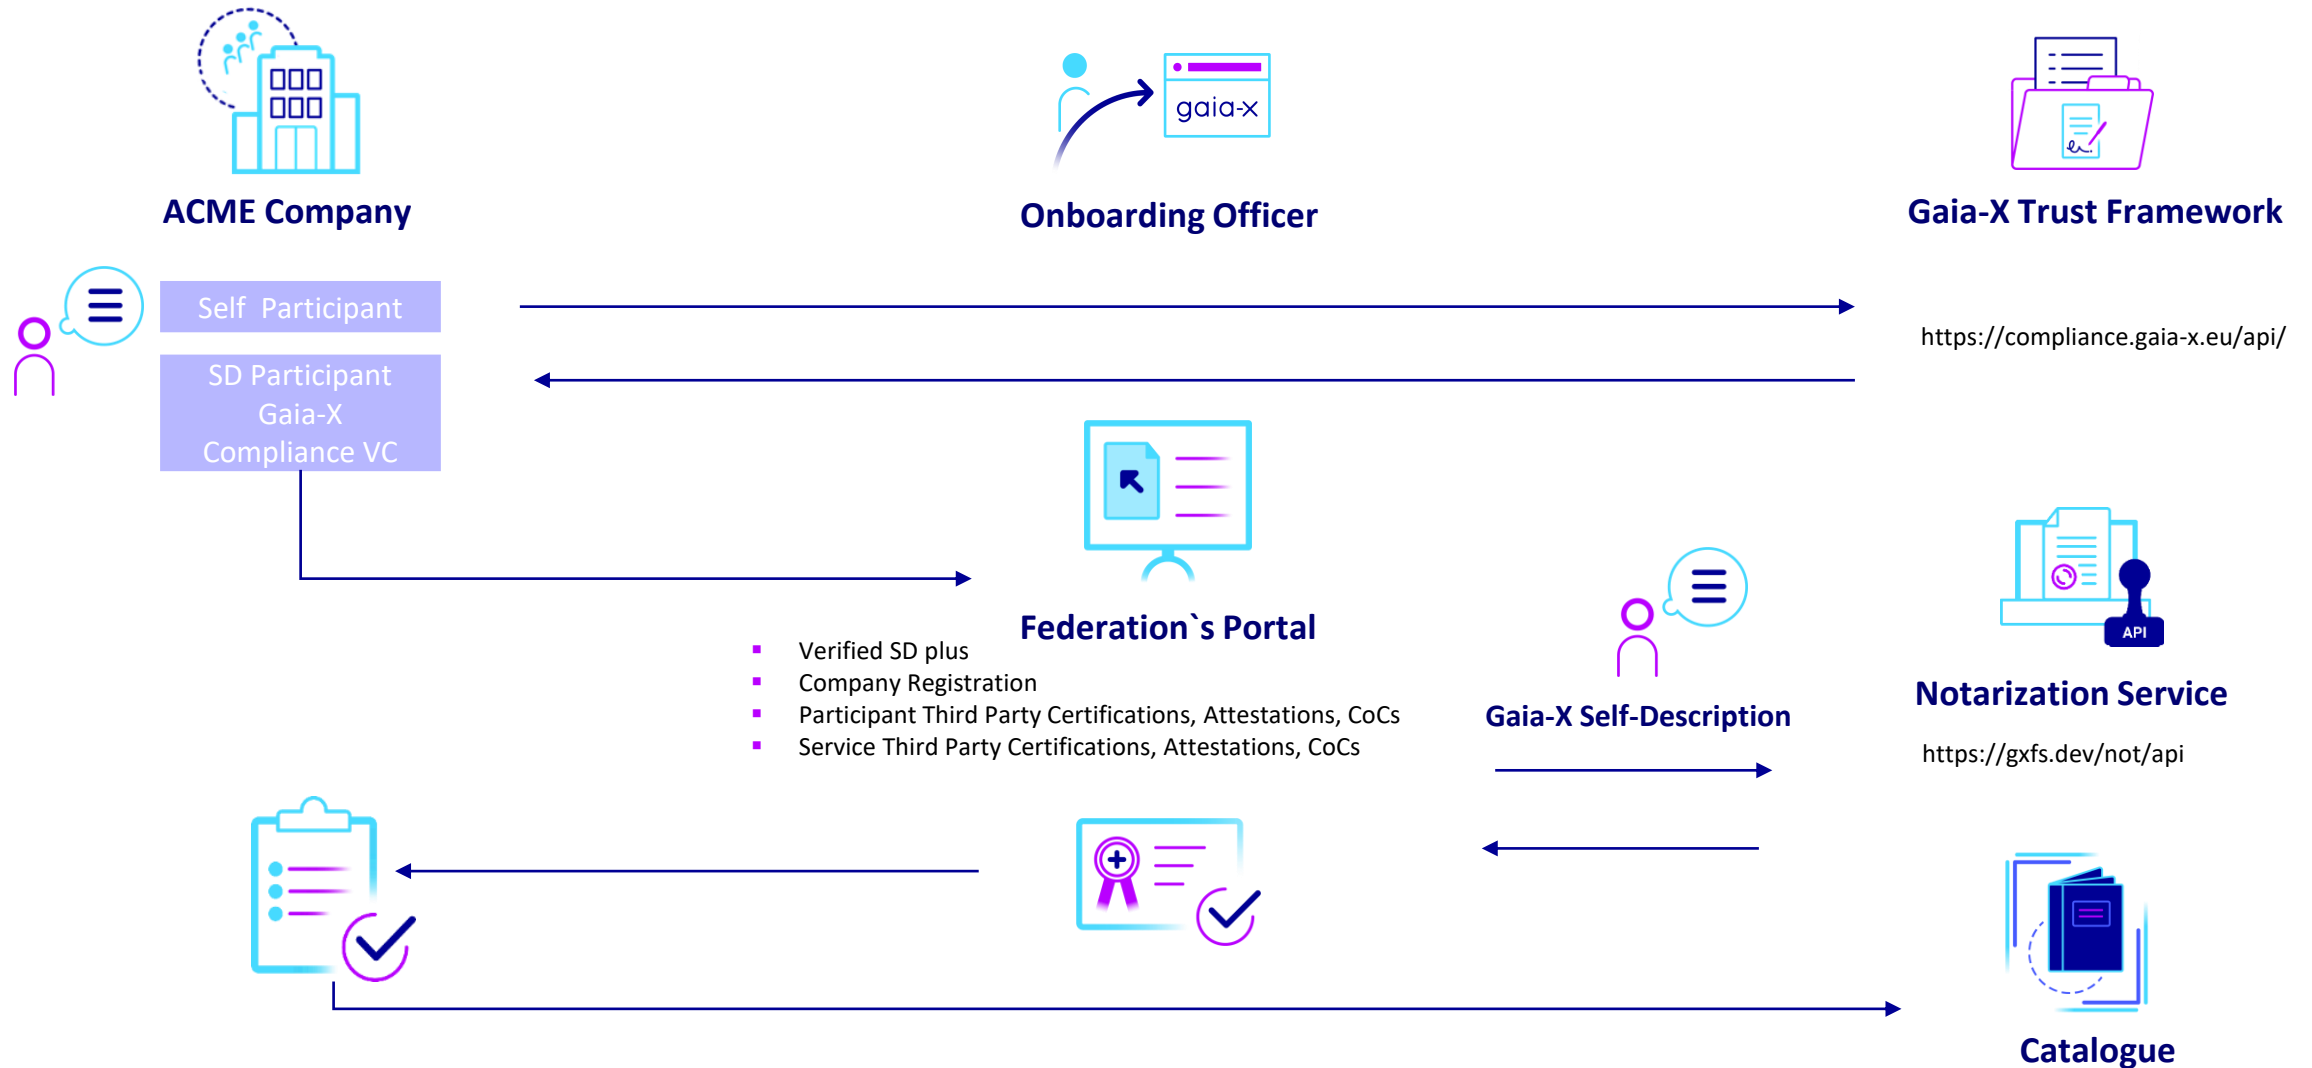 gaia-x
ACME Company
Onboarding Officer
Gaia-X Trust Framework
Self  Participant
https://compliance.gaia-x.eu/api/
SD Participant
Gaia-X
Compliance VC
API
Federation`s Portal
▪ Verified SD plus
▪ Company Registration
▪ Participant Third Party Certifications, Attestations, CoCs
▪ Service Third Party Certifications, Attestations, CoCs
Gaia-X Self-Description
Notarization Service
https://gxfs.dev/not/api
Catalogue